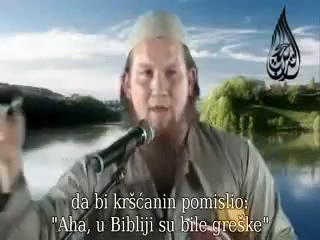 da bi kršćanin pomislio:
"Aha, u Bibliji su bile greške"